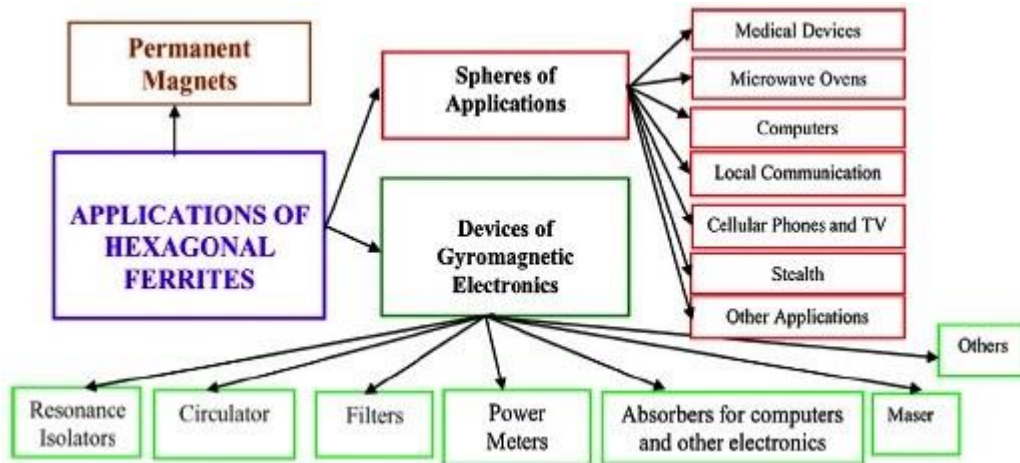 Permanent
Magnets
APPLICATIONS OF
HEXAGONAL
FERRITES
Spheres of
Applications
Medical Devices
Microwave Ovens
Computers
Local Communication
Cellular Phones and TV
Stealth
Other Applications
Devices of
Gyromagnetic
Electronics
Resonance
Isolators
Circulator
Filters
Power
Meters
Absorbers for computers
and other electronics
Maser
Others